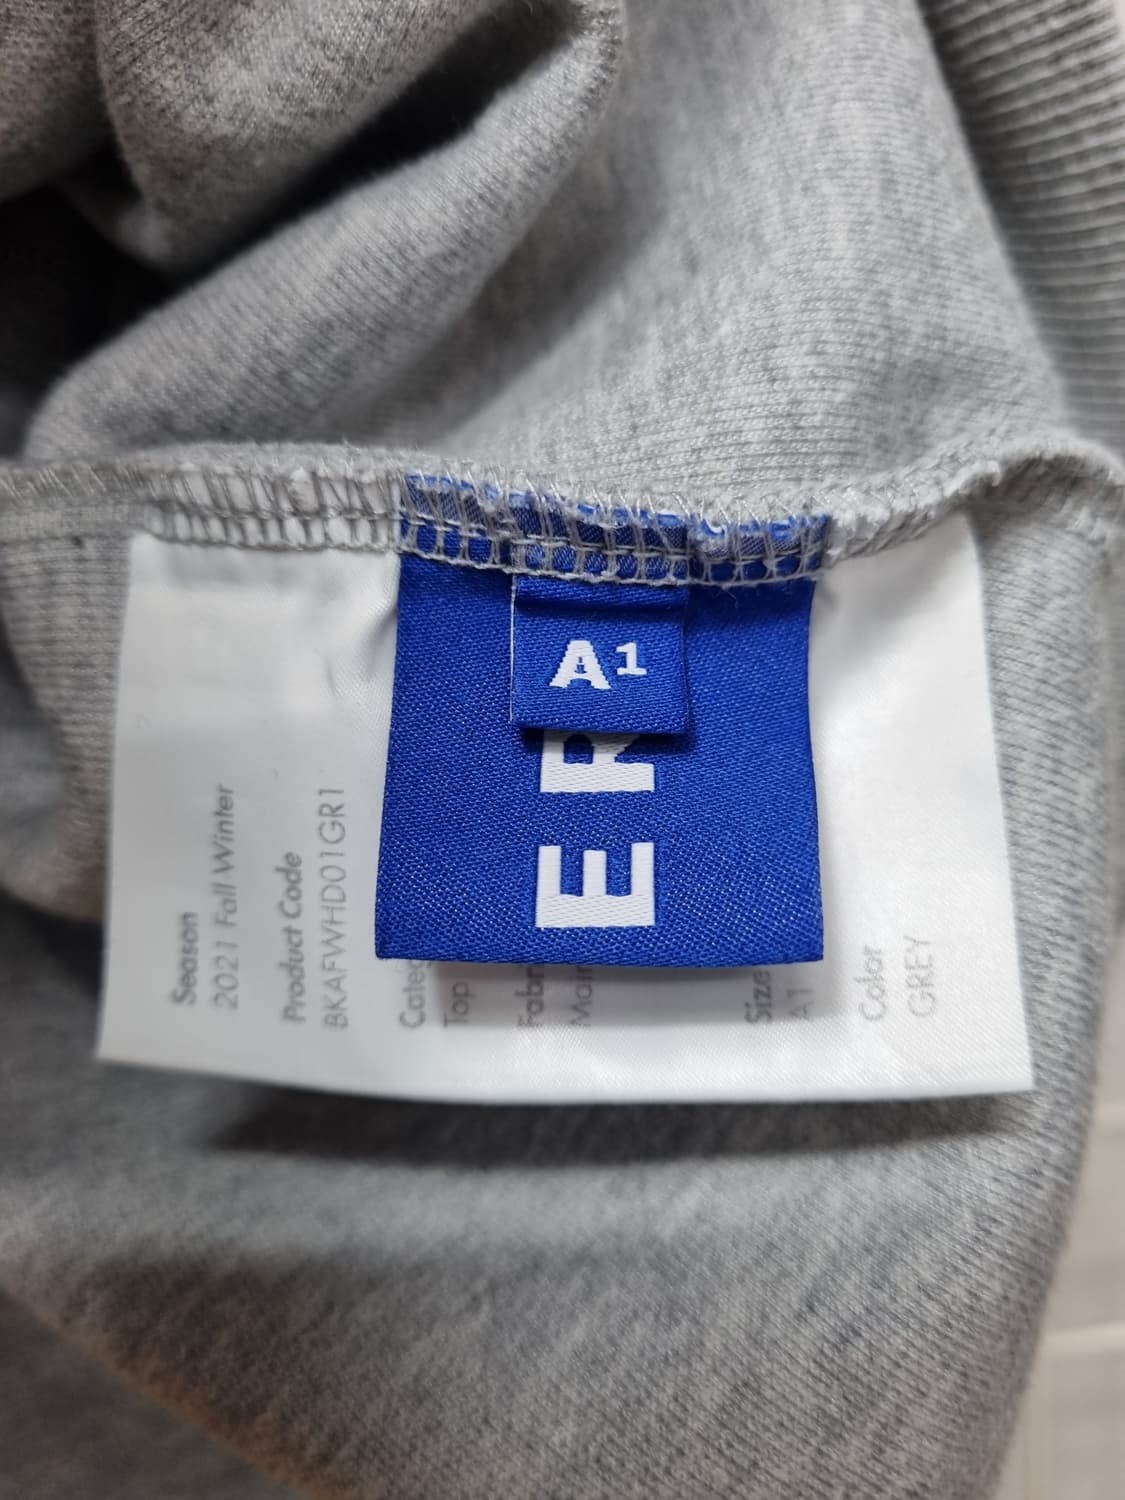 Season
2021 Fall Winter
Product Code
BKAFWHD01GR1
Top
Size
A1
Color
GREY
A1
ER